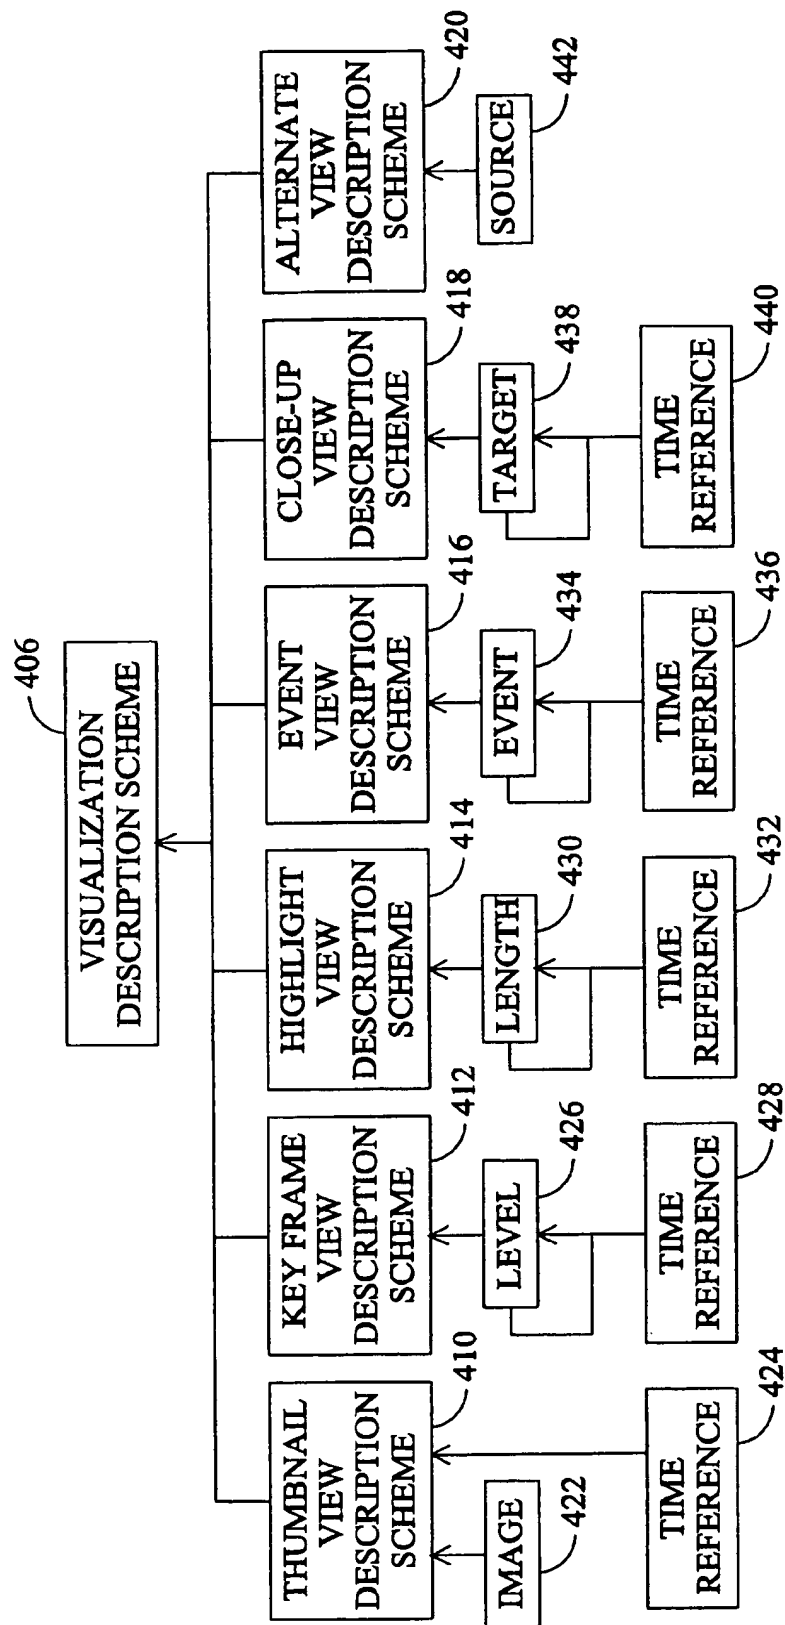 406
VISUALIZATION
DESCRIPTION SCHEME
THUMBNAIL
VIEW
DESCRIPTION
SCHEME
410
KEY FRAME
VIEW
DESCRIPTION
SCHEME
412
HIGHLIGHT
VIEW
DESCRIPTION
SCHEME
414
EVENT
VIEW
DESCRIPTION
SCHEME
416
CLOSE-UP
VIEW
DESCRIPTION
SCHEME
418
ALTERNATE
VIEW
DESCRIPTION
SCHEME
420
IMAGE
422
LEVEL
426
LENGTH
430
EVENT
434
TARGET
438
SOURCE
442
TIME
REFERENCE
424
TIME
REFERENCE
428
TIME
REFERENCE
432
TIME
REFERENCE
436
TIME
REFERENCE
440